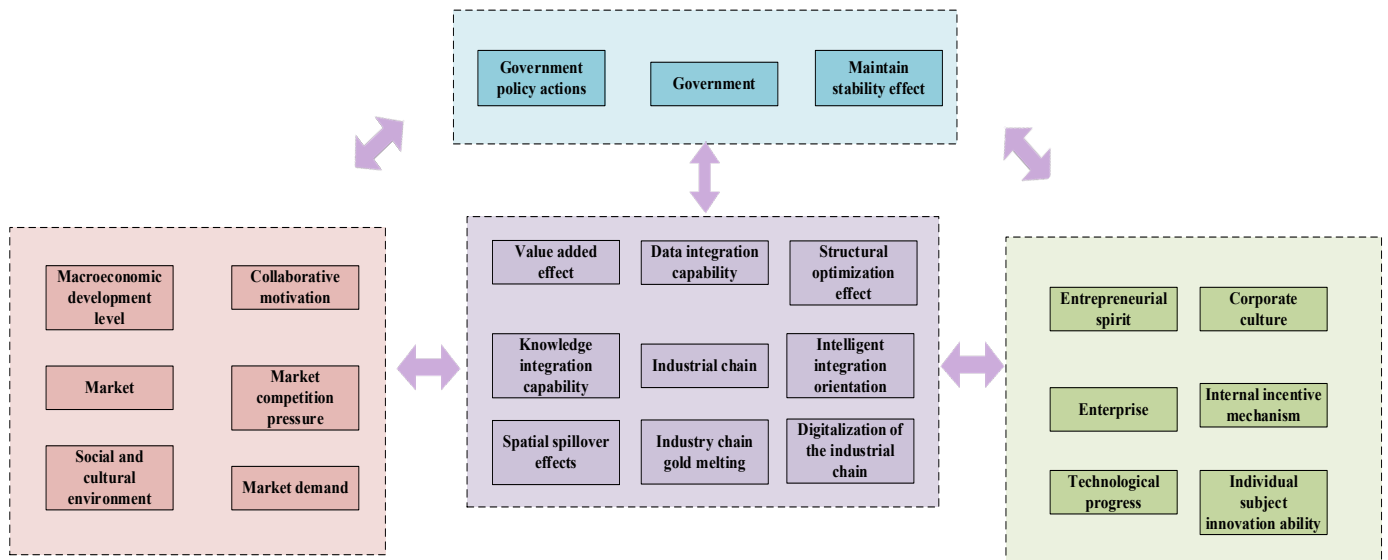 Government
policy actions
Government
Maintain
stability effect
Macroeconomic
development
level
Collaborative
motivation
Market
Market
competition
pressure
Social and
cultural
environment
Market demand
Value added
effect
Data integration
capability
Structural
optimization
effect
Knowledge
integration
capability
Industrial chain
Intelligent
integration
orientation
Spatial spillover
effects
Industry chain
gold melting
Digitalization of
the industrial
chain
Entrepreneurial
spirit
Corporate
culture
Enterprise
Internal incentive
mechanism
Technological
progress
Individual
subject
innovation ability